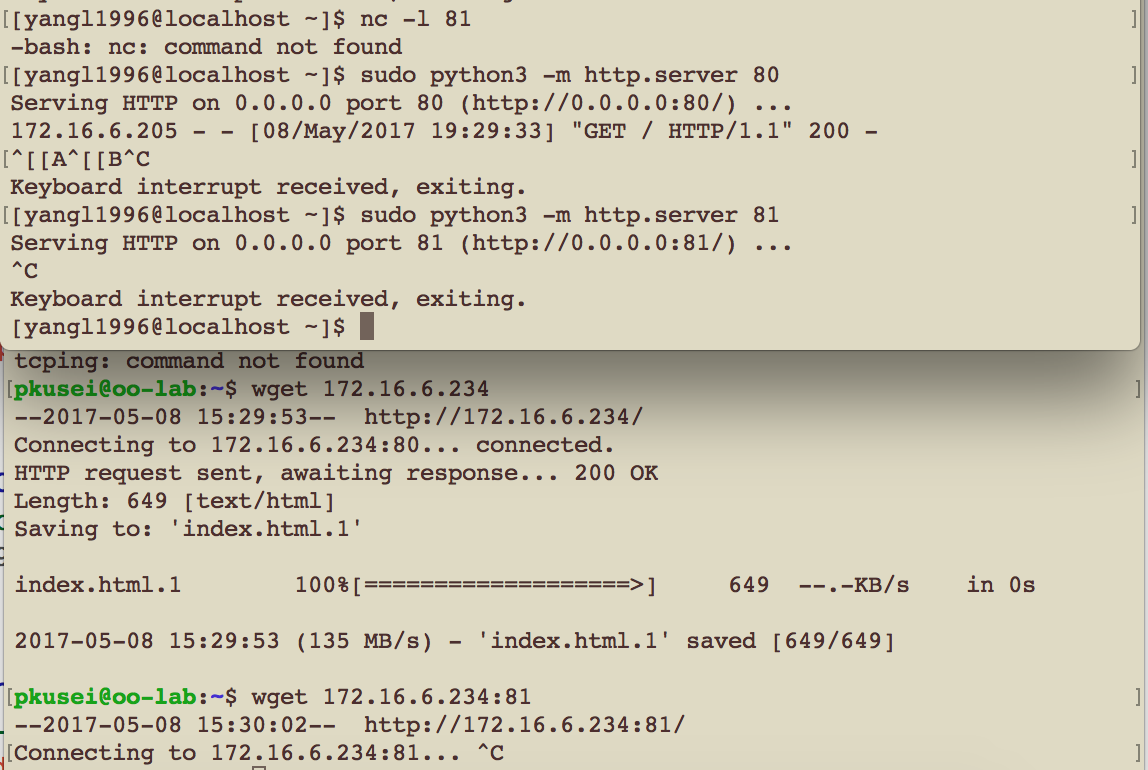 [[yangl1996@localhost ~]$ nc -l 81 ]
-bash: nc: command not found
[[yangl1996@localhost ~]$ sudo python3 -m http.server 80 ]
Serving HTTP on 0.0.0.0 port 80 (http://0.0.0.0:80/) ...
172.16.6.205 - - [08/May/2017 19:29:33] "GET / HTTP/1.1" 200 -
[^[[A^[[B^C ]
Keyboard interrupt received, exiting.
[[yangl1996@localhost ~]$ sudo python3 -m http.server 81 ]
Serving HTTP on 0.0.0.0 port 81 (http://0.0.0.0:81/) ...
^C
Keyboard interrupt received, exiting.
[yangl1996@localhost ~]$
tcping: command not found
[pkusei@oo-lab:~$ wget 172.16.6.234 ]
--2017-05-08 15:29:53--  http://172.16.6.234/
Connecting to 172.16.6.234:80... connected.
HTTP request sent, awaiting response... 200 OK
Length: 649 [text/html]
Saving to: 'index.html.1'
index.html.1        100%[===================>]     649  --.-KB/s    in 0s
2017-05-08 15:29:53 (135 MB/s) - 'index.html.1' saved [649/649]
[pkusei@oo-lab:~$ wget 172.16.6.234:81 ]
--2017-05-08 15:30:02--  http://172.16.6.234:81/
[Connecting to 172.16.6.234:81... ^C ]